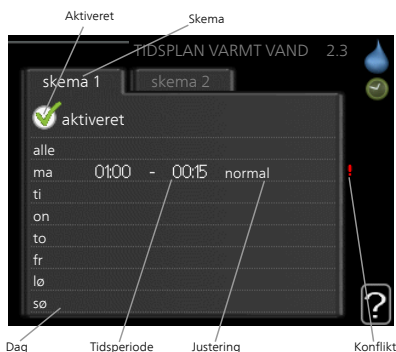 Aktiveret
Skema
TIDSPLAN VARMT VAND 2.3
skema 1
skema 2
aktiveret
alle
ma 01:00 - 00:15 normal !
ti
on
to
fr
lø
sø
?
Dag
Tidsperiode
Justering
Konflikt